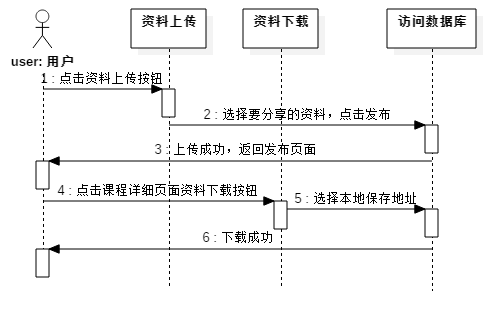 资料上传
资料下载
访问数据库
user: 用户
1 : 点击资料上传按钮
2 : 选择要分享的资料，点击发布
3 : 上传成功，返回发布页面
4 : 点击课程详细页面资料下载按钮
5 : 选择本地保存地址
6 : 下载成功